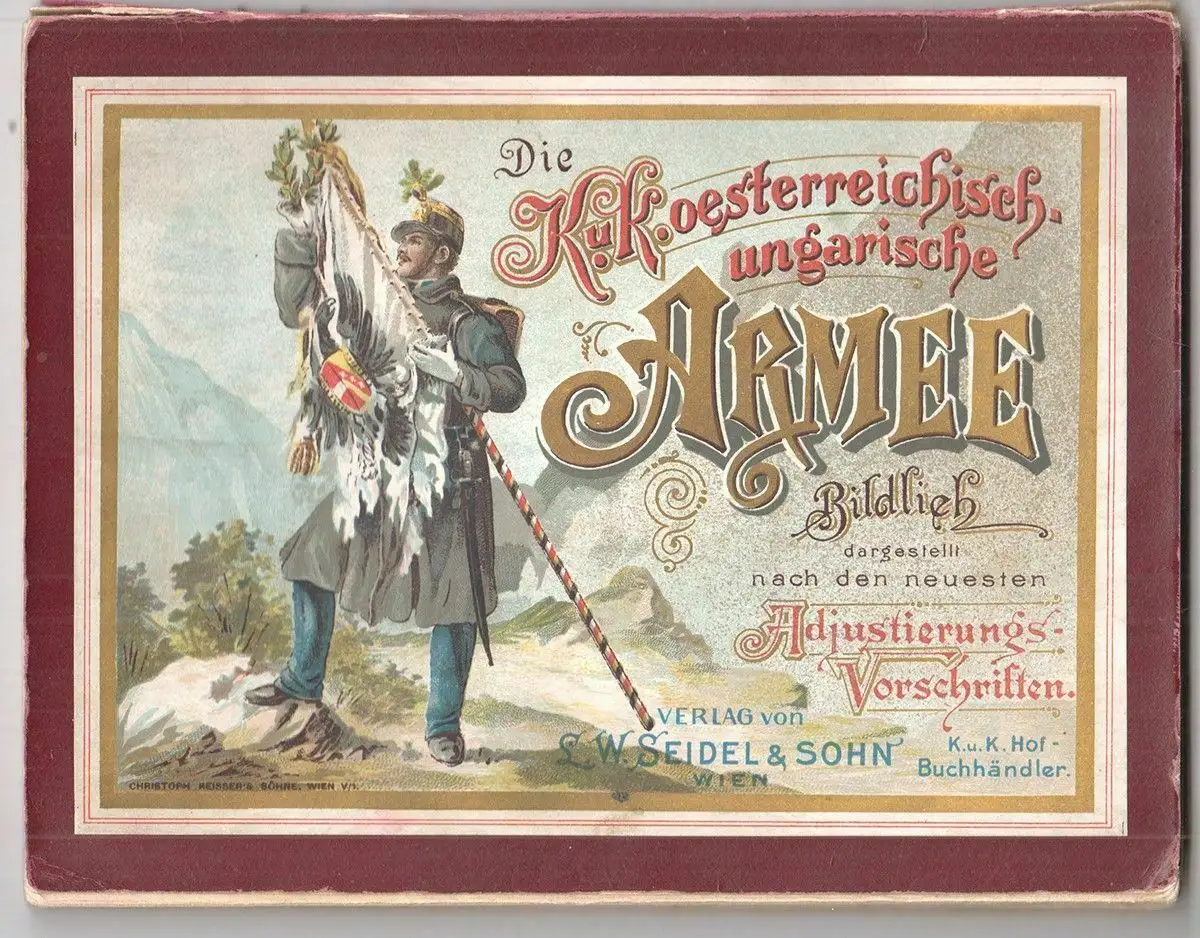 Die
K.u.K. oesterreichisch-
ungarische
ARMEE
Bildlich
dargestellt
nach den neuesten
Adjustierungs-
Vorschriften.
VERLAG von
L. W. SEIDEL & SOHN
WIEN
K.u.K. Hof-
Buchhändler.
CHRISTOPH REISSER'S SÖHNE, WIEN V/1.